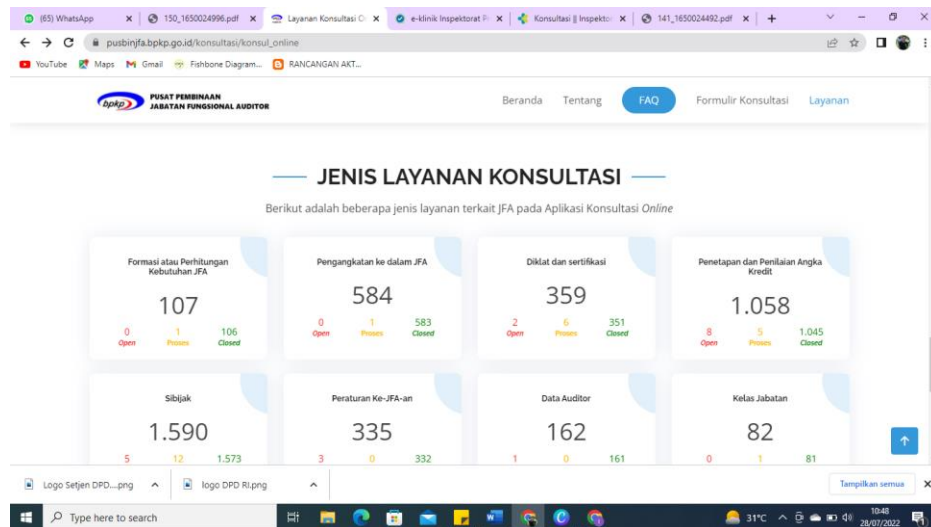 (65) WhatsApp
150_1650024996.pdf
Layanan Konsultasi O
e-klinik Inspektorat P
Konsultasi || Inspekto
141_1650024492.pdf
pusbinjfa.bpkp.go.id/konsultasi/konsul_online
YouTube Maps Gmail Fishbone Diagram... RANCANGAN AKT...
bpkp
PUSAT PEMBINAAN
JABATAN FUNGSIONAL AUDITOR
Beranda Tentang FAQ Formulir Konsultasi Layanan
JENIS LAYANAN KONSULTASI
Berikut adalah beberapa jenis layanan terkait JFA pada Aplikasi Konsultasi Online
Formasi atau Perhitungan
Kebutuhan JFA
107
0 1 106
Open Proses Closed
Pengangkatan ke dalam JFA
584
0 1 583
Open Proses Closed
Diklat dan sertifikasi
359
2 6 351
Open Proses Closed
Penetapan dan Penilaian Angka
Kredit
1.058
8 5 1.045
Open Proses Closed
Sibijak
1.590
5 12 1.573
Peraturan Ke-JFA-an
335
3 0 332
Data Auditor
162
1 0 161
Kelas Jabatan
82
0 1 81
Logo Setjen DPD....png
logo DPD RI.png
Tampilkan semua
Type here to search
31°C
10:48
28/07/2022